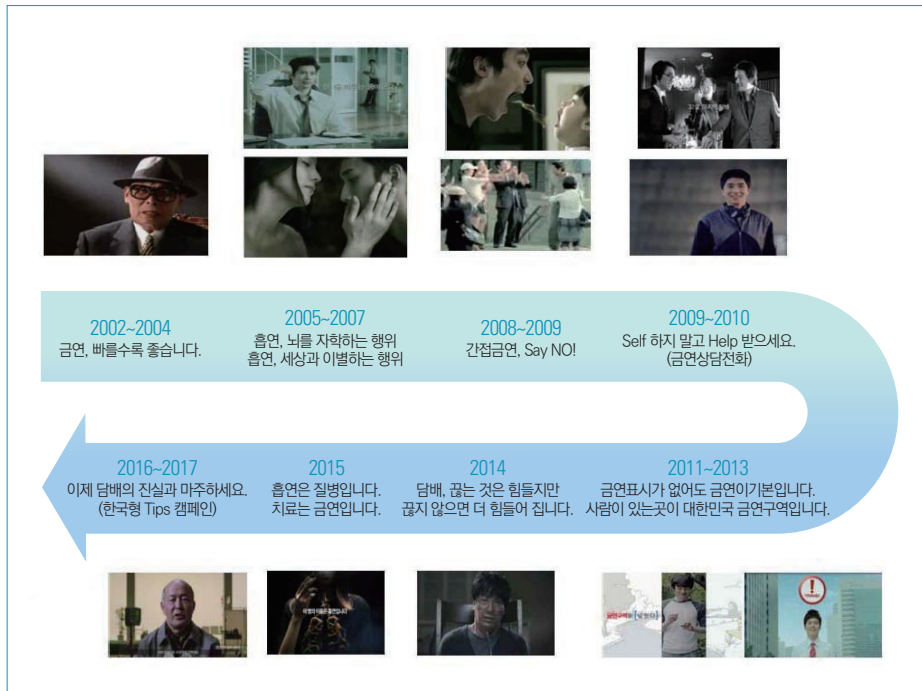 2002~2004
금연, 빠를수록 좋습니다.
2005~2007
흡연, 뇌를 자학하는 행위
흡연, 세상과 이별하는 행위
2008~2009
간접금연, Say NO!
2009~2010
Self 하지 말고 Help 받으세요.
(금연상담전화)
2016~2017
이제 담배의 진실과 마주하세요.
(한국형 Tips 캠페인)
2015
흡연은 질병입니다.
치료는 금연입니다.
2014
담배, 끊는 것은 힘들지만
끊지 않으면 더 힘들어 집니다.
2011~2013
금연표시가 없어도 금연이기본입니다.
사람이 있는곳이 대한민국 금연구역입니다.